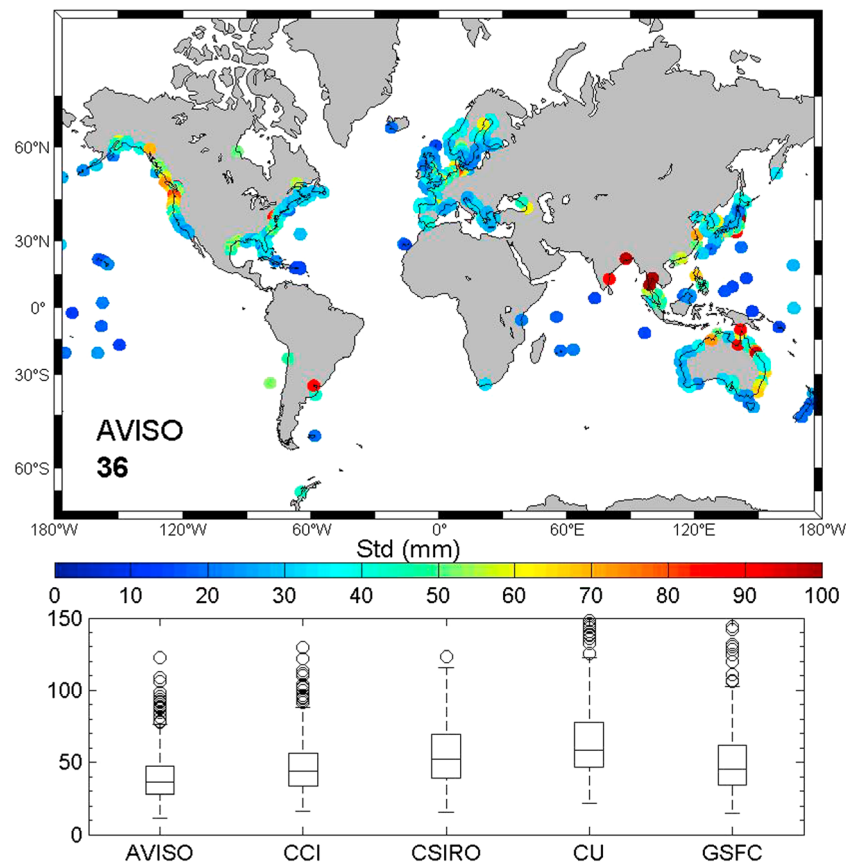 60°N
30°N
0°
30°S
60°S
AVISO
36
180°W 120°W 60°W 0° 60°E 120°E 180°W
Std (mm)
0 10 20 30 40 50 60 70 80 90 100
150
100
50
0
AVISO CCI CSIRO CU GSFC